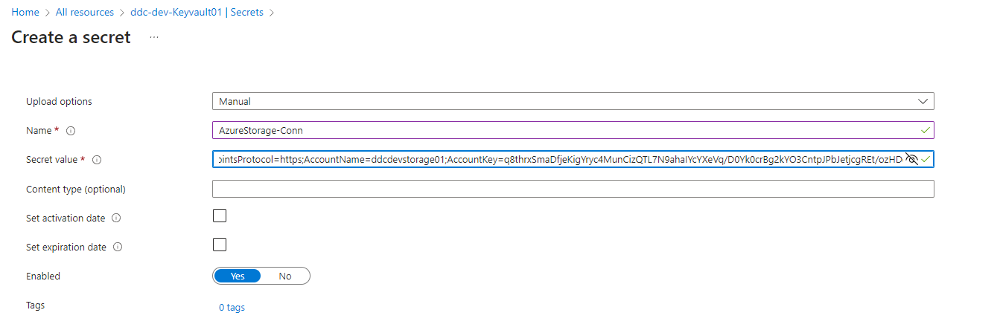 Home > All resources > ddc-dev-Keyvault01 | Secrets >
Create a secret ...
Upload options Manual
Name * AzureStorage-Conn
Secret value * ointsProtocol=https;AccountName=ddcdevstorage01;AccountKey=q8thrxSmaDfjeKigYryc4MunCizQTL7N9ahaIYcYXeVq/D0Yk0crBg2kYO3CntpJPbJetjcgREt/ozHD
Content type (optional)
Set activation date
Set expiration date
Enabled Yes No
Tags 0 tags